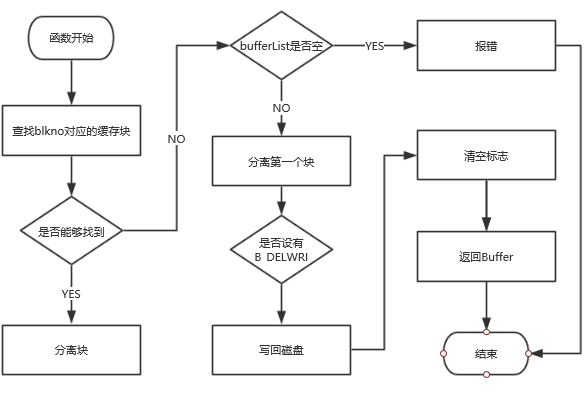 函数开始
查找blkno对应的缓存块
是否能够找到
YES
分离块
NO
bufferList是否空
YES
报错
NO
分离第一个块
是否设有
B_DELWRI
写回磁盘
清空标志
返回Buffer
结束